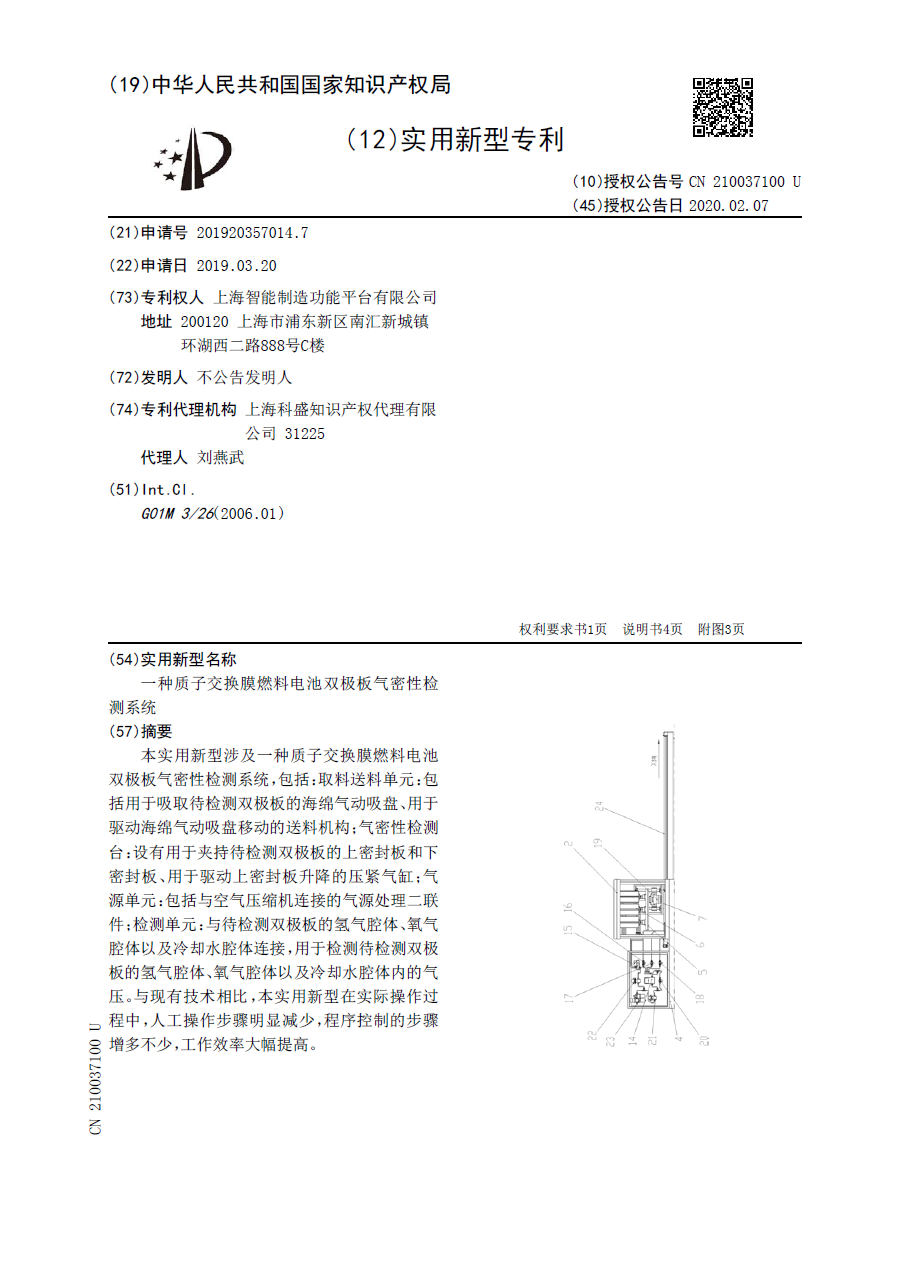 (19)中华人民共和国国家知识产权局
(12)实用新型专利
(10)授权公告号 CN 210037100 U
(45)授权公告日 2020.02.07
(21)申请号 201920357014.7
(22)申请日 2019.03.20
(73)专利权人 上海智能制造功能平台有限公司
地址 200120 上海市浦东新区南汇新城镇
环湖西二路888号C楼
(72)发明人 不公告发明人
(74)专利代理机构 上海科盛知识产权代理有限
公司 31225
代理人 刘燕武
(51)Int.Cl.
G01M 3/26(2006.01)
权利要求书1页 说明书4页 附图3页
(54)实用新型名称
一种质子交换膜燃料电池双极板气密性检
测系统
(57)摘要
本实用新型涉及一种质子交换膜燃料电池
双极板气密性检测系统,包括:取料送料单元:包
括用于吸取待检测双极板的海绵气动吸盘、用于
驱动海绵气动吸盘移动的送料机构;气密性检测
台:设有用于夹持待检测双极板的上密封板和下
密封板、用于驱动上密封板升降的压紧气缸;气
源单元:包括与空气压缩机连接的气源处理二联
件;检测单元:与待检测双极板的氢气腔体、氧气
腔体以及冷却水腔体连接,用于检测待检测双极
板的氢气腔体、氧气腔体以及冷却水腔体内的气
压。与现有技术相比,本实用新型在实际操作过
程中,人工操作步骤明显减少,程序控制的步骤
增多不少,工作效率大幅提高。
CN 210037100 U
24
19
2
16
15
17
22
23
14
21
4
20
18
5
6
7